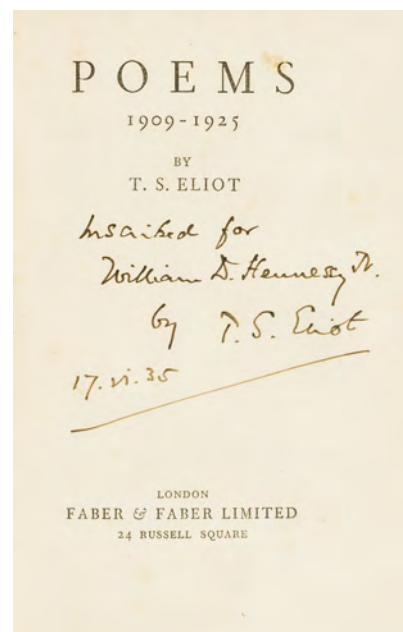 POEMS
1909-1925
BY
T. S. ELIOT
Inscribed for
William D. Hennessy Jr.
by T. S. Eliot
17.vi.35
LONDON
FABER & FABER LIMITED
24 RUSSELL SQUARE